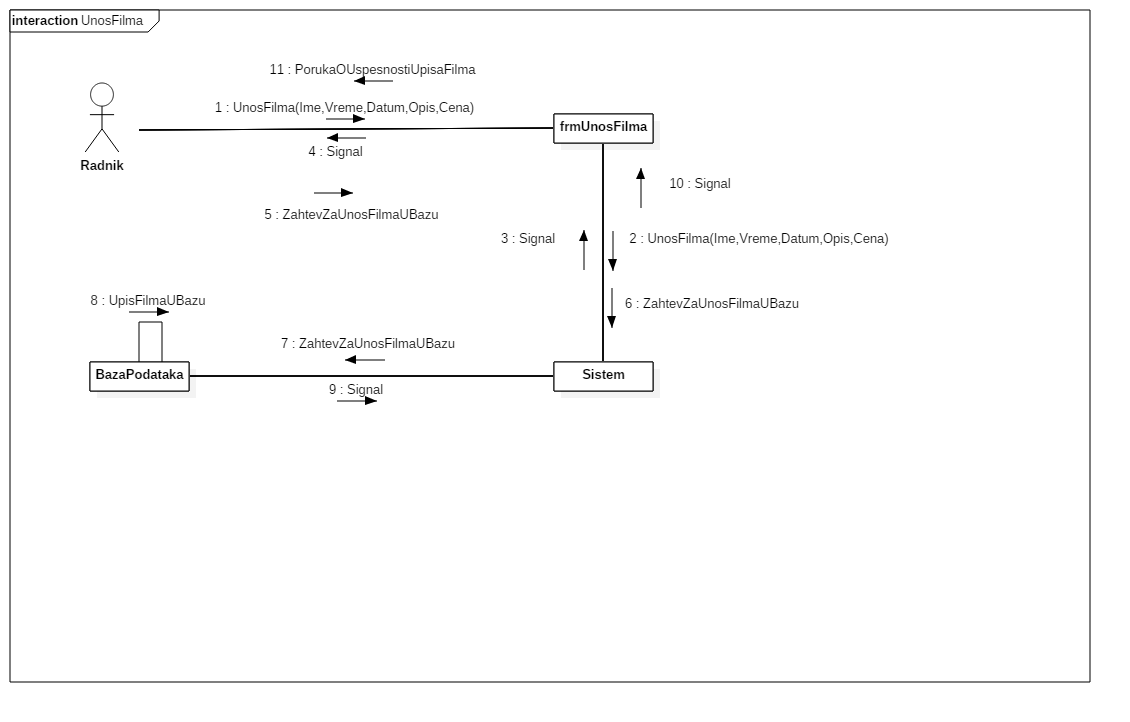 interaction UnosFilma
11 : PorukaOUspesnostiUpisaFilma
1 : UnosFilma(Ime,Vreme,Datum,Opis,Cena)
frmUnosFilma
4 : Signal
Radnik
10 : Signal
5 : ZahtevZaUnosFilmaUBazu
3 : Signal
2 : UnosFilma(Ime,Vreme,Datum,Opis,Cena)
8 : UpisFilmaUBazu
6 : ZahtevZaUnosFilmaUBazu
7 : ZahtevZaUnosFilmaUBazu
BazaPodataka
Sistem
9 : Signal